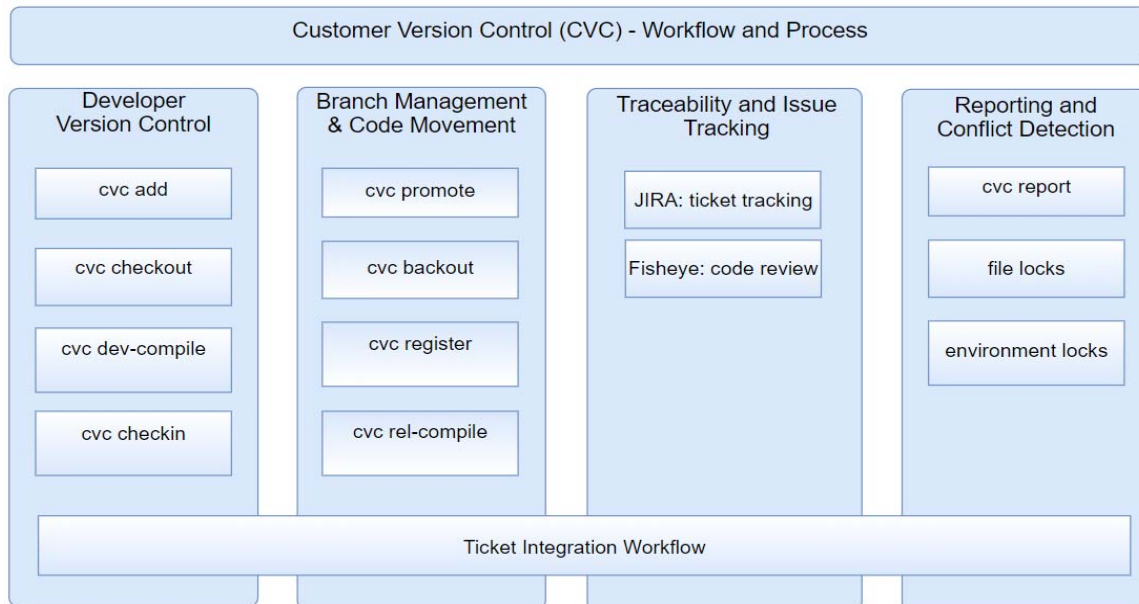 Customer Version Control (CVC) - Workflow and Process
Developer
Version Control
cvc add
cvc checkout
cvc dev-compile
cvc checkin
Branch Management
& Code Movement
cvc promote
cvc backout
cvc register
cvc rel-compile
Traceability and Issue
Tracking
JIRA: ticket tracking
Fisheye: code review
Reporting and
Conflict Detection
cvc report
file locks
environment locks
Ticket Integration Workflow